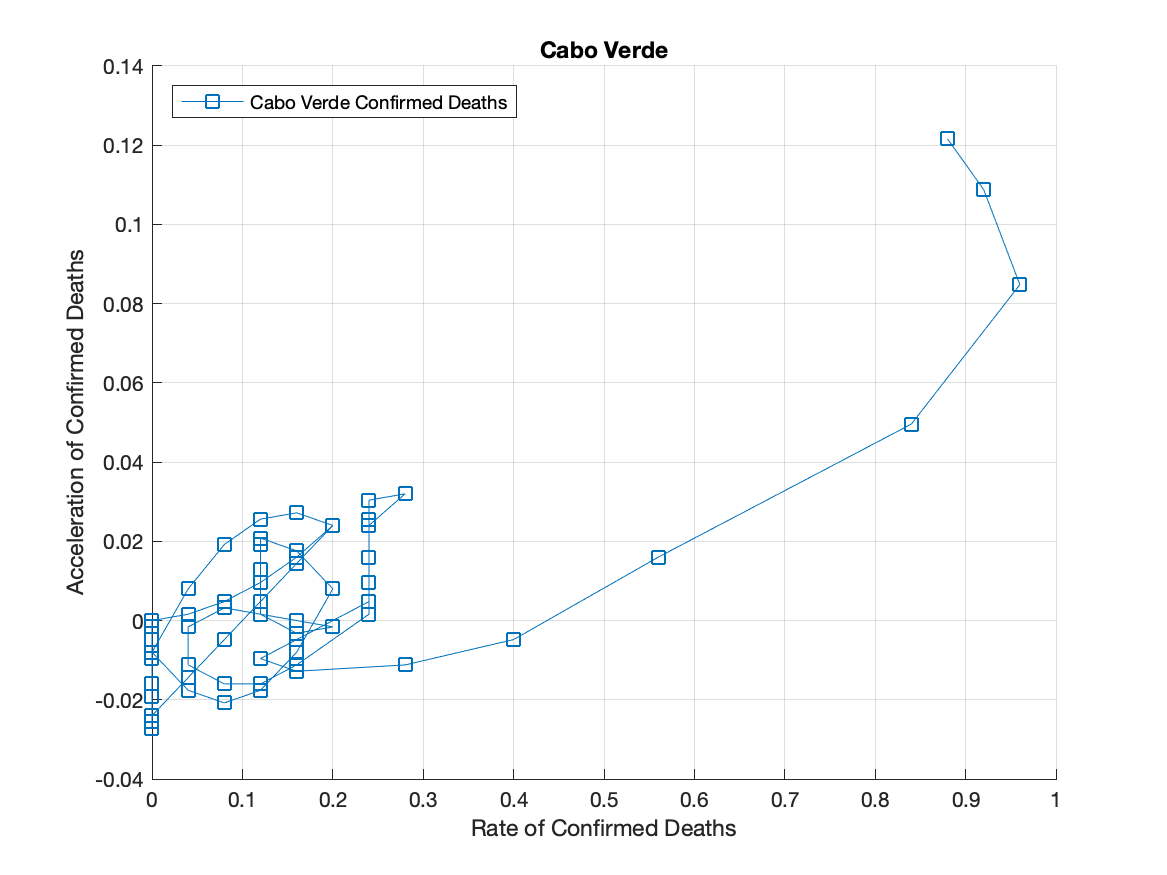 Cabo Verde
0.14
Cabo Verde Confirmed Deaths
0.12
0.1
0.08
0.06
0.04
0.02
0
-0.02
-0.04
Acceleration of Confirmed Deaths
0 0.1 0.2 0.3 0.4 0.5 0.6 0.7 0.8 0.9 1
Rate of Confirmed Deaths